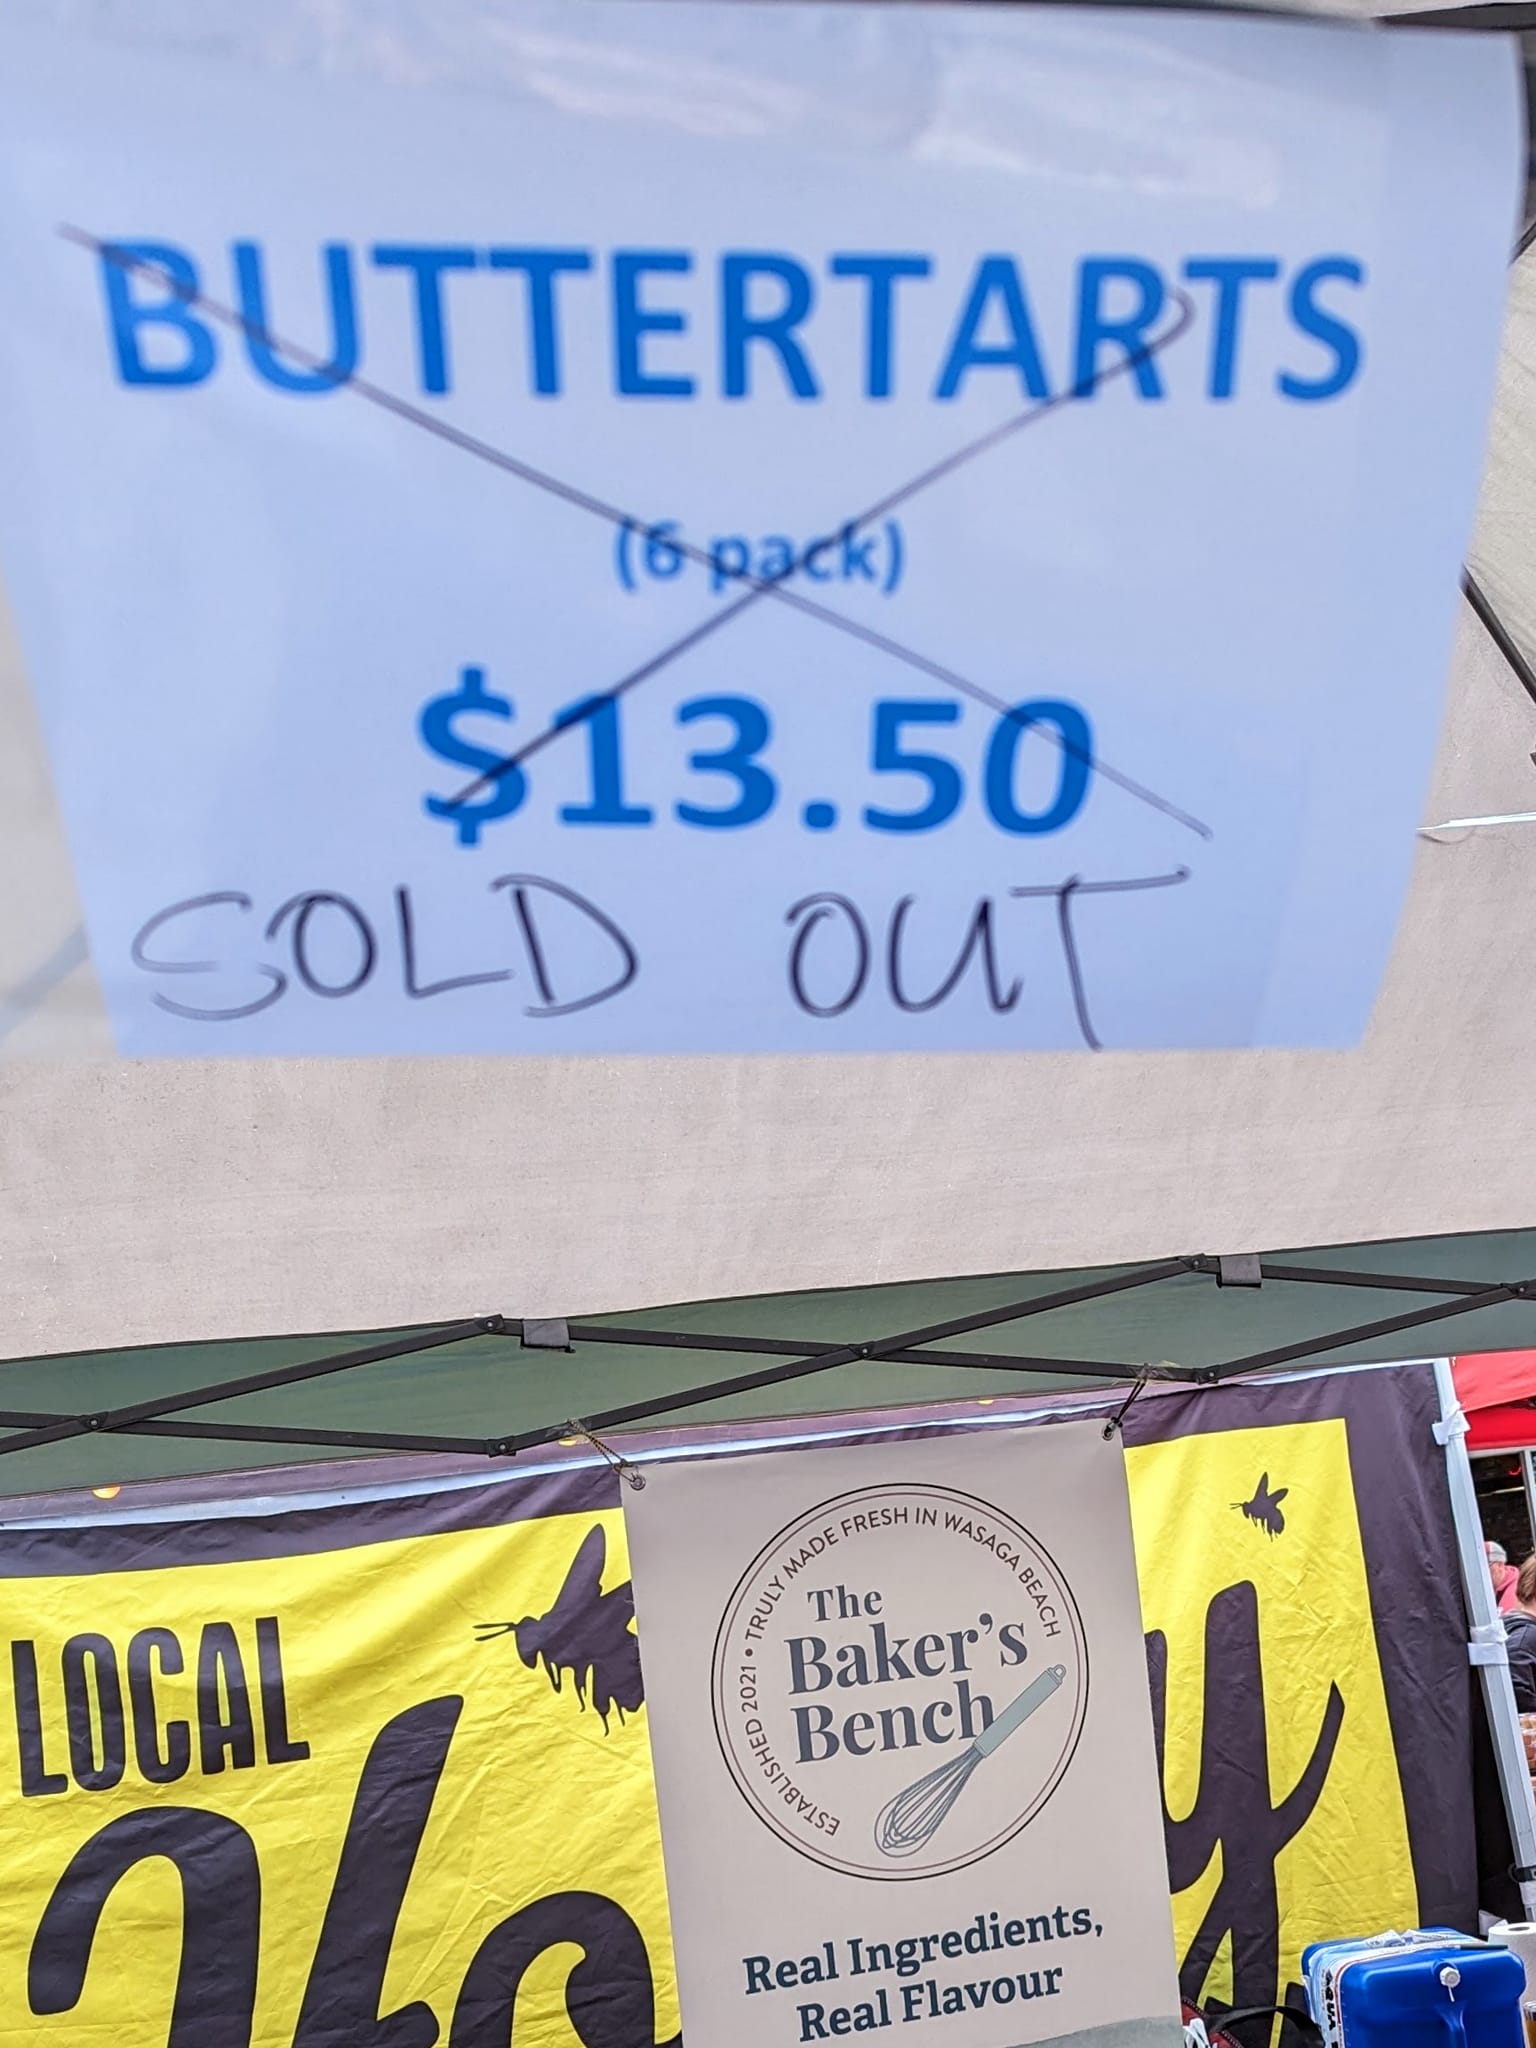 BUTTERTARTS
(6 pack)
$13.50
SOLD OUT
LOCAL
ESTABLISHED 2021 • TRULY MADE FRESH IN WASAGA BEACH
The
Baker's
Bench
Real Ingredients,
Real Flavour